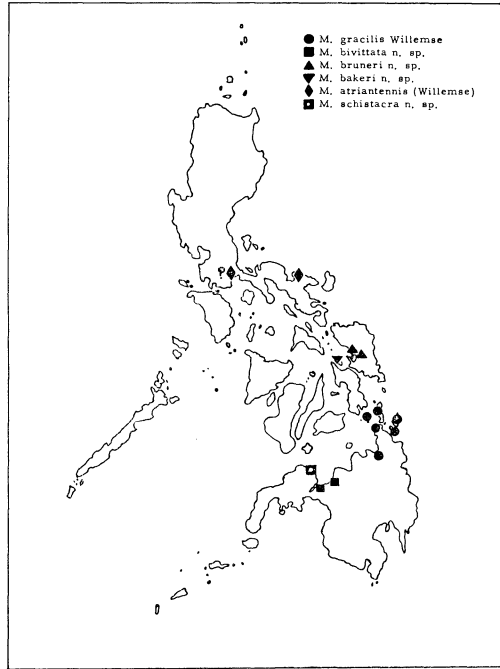 M. gracilis Willemse
M. bivittata n. sp.
M. bruneri n. sp.
M. bakeri n. sp.
M. atriantennis (Willemse)
M. schistacra n. sp.